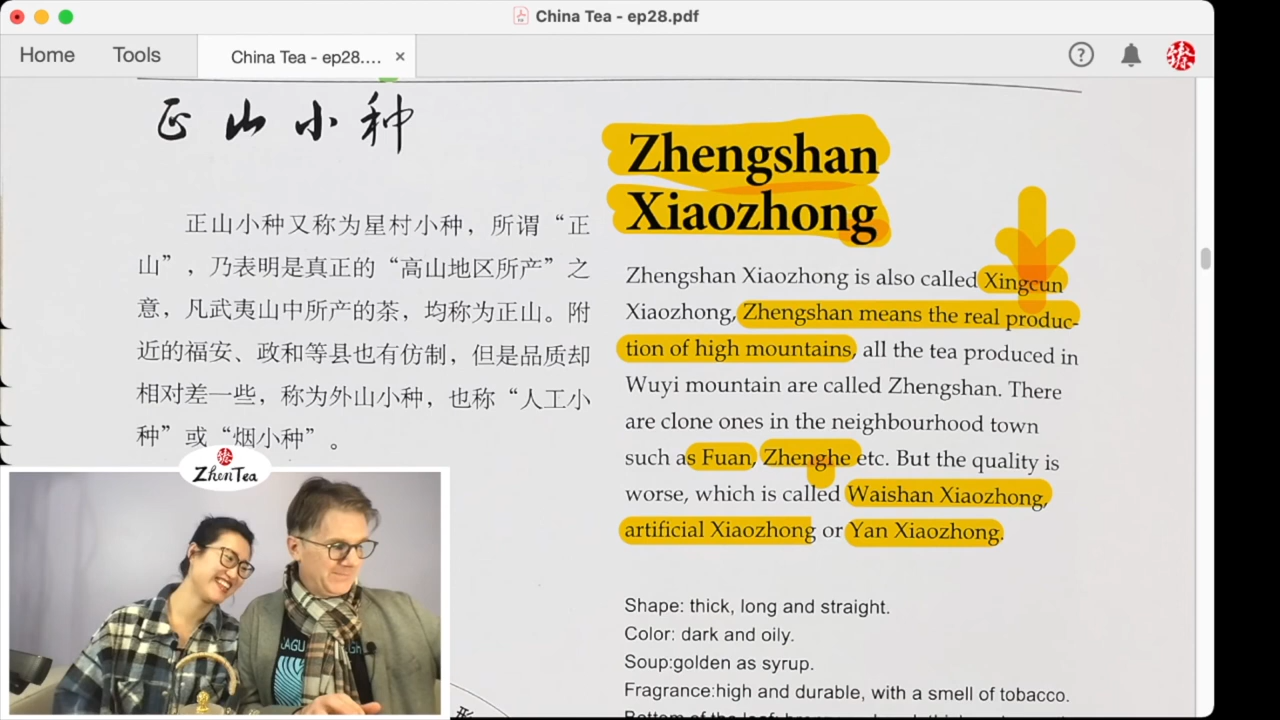 China Tea - ep28.pdf
Home
Tools
China Tea - ep28....
正山小种
正山小种又称为星村小种，所谓“正
山”，乃表明是真正的“高山地区所产”之
意，凡武夷山中所产的茶，均称为正山。附
近的福安、政和等县也有仿制，但是品质却
相对差一些，称为外山小种，也称“人工小
种”或“烟小种”。
Zhengshan
Xiaozhong
Zhengshan Xiaozhong is also called Xingcun
Xiaozhong, Zhengshan means the real produc-
tion of high mountains, all the tea produced in
Wuyi mountain are called Zhengshan. There
are clone ones in the neighbourhood town
such as Fuan, Zhenghe etc. But the quality is
worse, which is called Waishan Xiaozhong,
artificial Xiaozhong or Yan Xiaozhong.
Shape: thick, long and straight.
Color: dark and oily.
Soup:golden as syrup.
Fragrance:high and durable, with a smell of tobacco.
ZhenTea